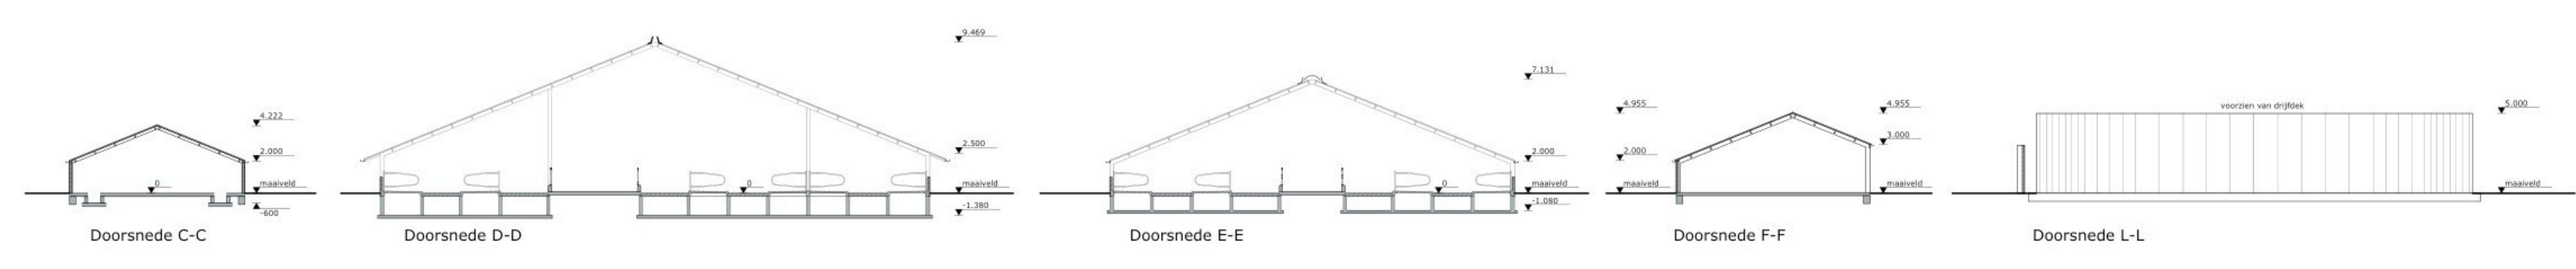 4.222
2.000
0
maaiveld
-600
Doorsnede C-C
9.469
2.500
0
maaiveld
-1.380
Doorsnede D-D
7.131
2.000
0
maaiveld
-1.080
Doorsnede E-E
4.955
2.000
maaiveld
4.955
3.000
maaiveld
Doorsnede F-F
voorzien van drijfdek
5.000
maaiveld
Doorsnede L-L